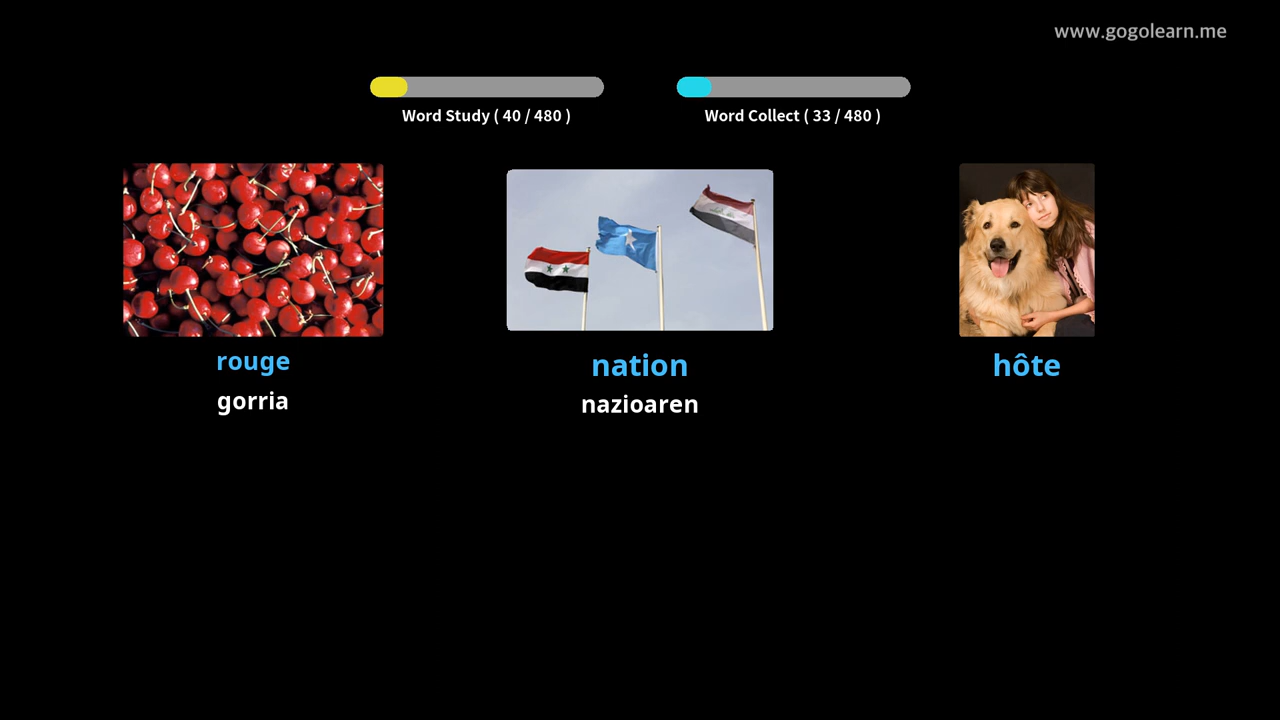 www.gogolearn.me
Word Study ( 40 / 480 )
Word Collect ( 33 / 480 )
rouge
gorria
nation
nazioaren
hôte